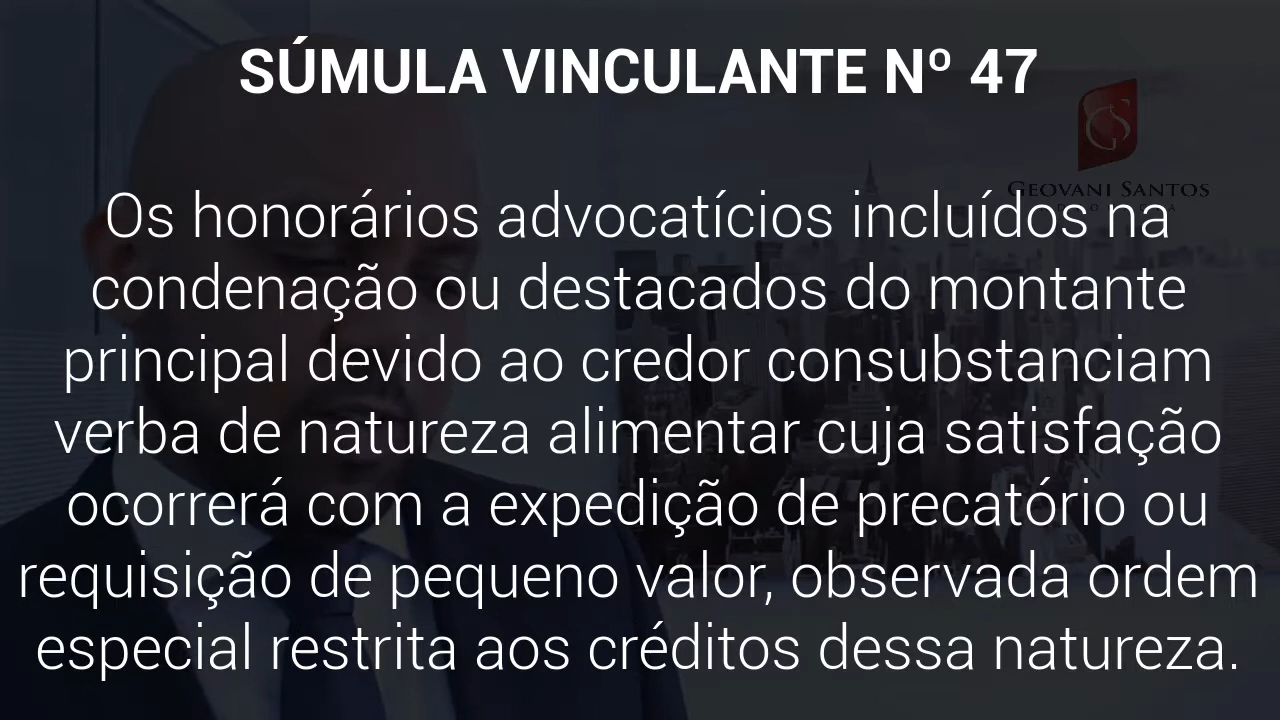 SÚMULA VINCULANTE Nº 47
GEOVANI SANTOS
Os honorários advocatícios incluídos na
condenação ou destacados do montante
principal devido ao credor consubstanciam
verba de natureza alimentar cuja satisfação
ocorrerá com a expedição de precatório ou
requisição de pequeno valor, observada ordem
especial restrita aos créditos dessa natureza.